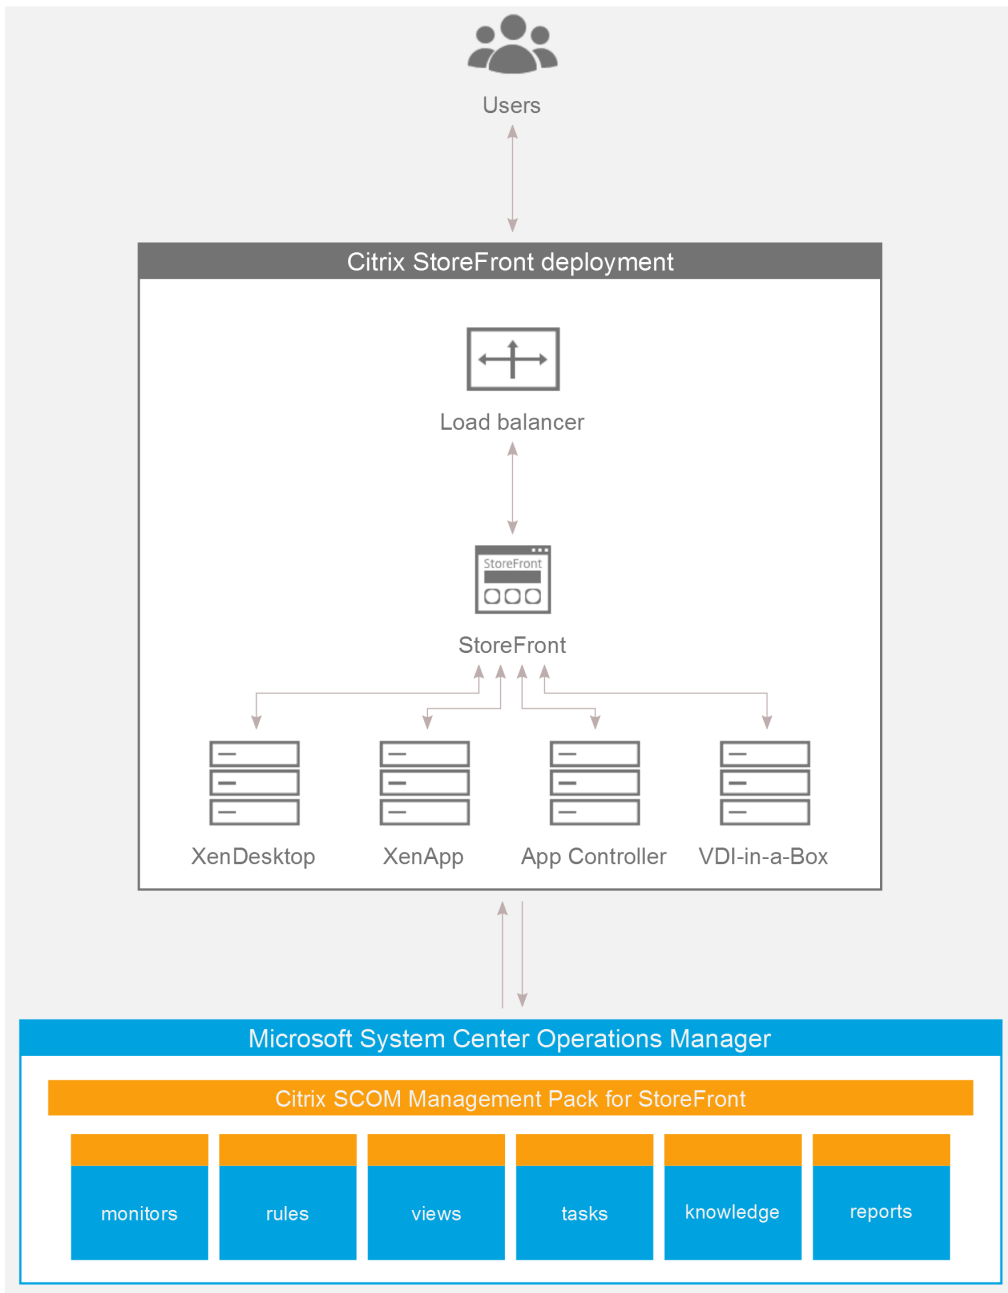 Users
Citrix StoreFront deployment
Load balancer
StoreFront
StoreFront
XenDesktop
XenApp
App Controller
VDI-in-a-Box
Microsoft System Center Operations Manager
Citrix SCOM Management Pack for StoreFront
monitors
rules
views
tasks
knowledge
reports